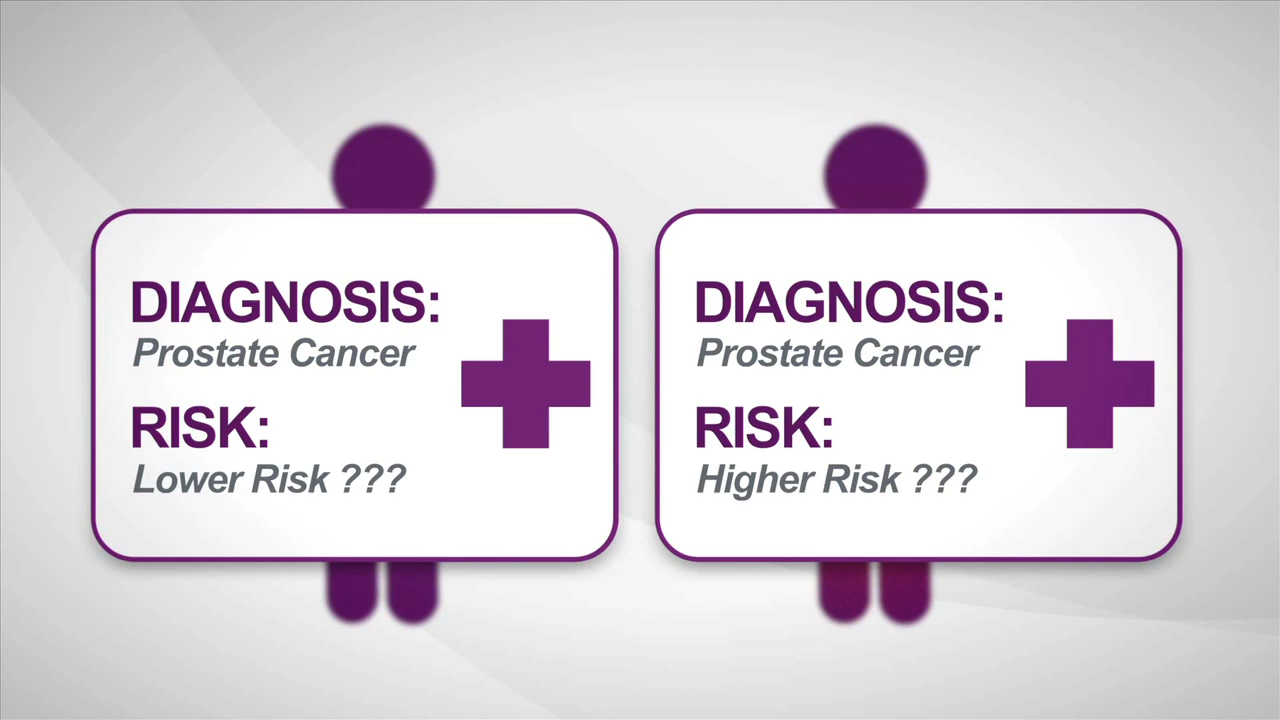 DIAGNOSIS:
Prostate Cancer
RISK:
Lower Risk ???
DIAGNOSIS:
Prostate Cancer
RISK:
Higher Risk ???